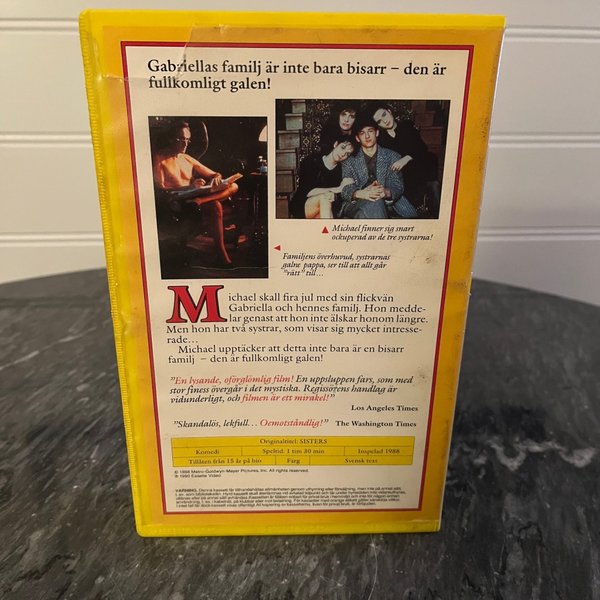 Gabriellas familj är inte bara bisarr – den är
fullkomligt galen!
Michael finner sig snart
ockuperad av de tre systrarna!
Familjens överhuvud, systrarnas
galne pappa, ser till att allt går
"rätt" till...
Michael skall fira jul med sin flickvän
Gabriella och hennes familj. Hon medde-
lar genast att hon inte älskar honom längre.
Men hon har två systrar, som visar sig mycket intresse-
rade...
Michael upptäcker att detta inte bara är en bisarr
familj – den är fullkomligt galen!
"En lysande, oförglömlig film! En uppsluppen fars, som med
stor finess övergår i det mystiska. Regissörens handlag är
vidunderligt, och filmen är ett mirakel!"
Los Angeles Times
"Skandalös, lekfull... Oemotståndlig!" The Washington Times
Originaltitel: SISTERS
Komedi Speltid: 1 tim 30 min Inspelad 1988
Tillåten från 15 år på bio Färg Svensk text
Metro-Goldwyn-Mayer Pictures, Inc. All rights reserved.
© 1990 Esselte Video
VARNING.